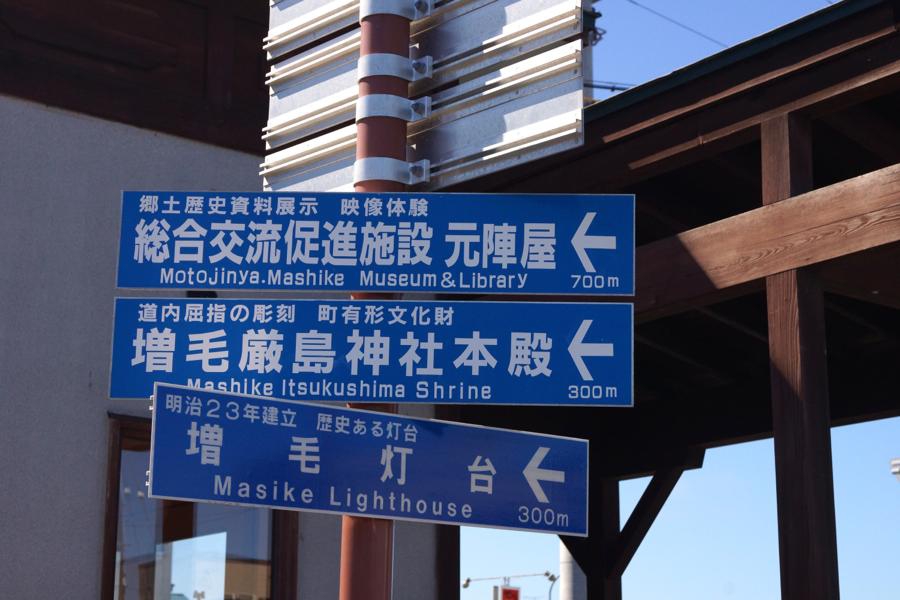 郷土歴史資料展示　映像体験
総合交流促進施設 元陣屋
Motojinya.Mashike Museum&Library
700m
道内屈指の彫刻　町有形文化財
増毛厳島神社本殿
Mashike Itsukushima Shrine
300m
明治23年建立　歴史ある灯台
増毛灯台
Masike Lighthouse
300m